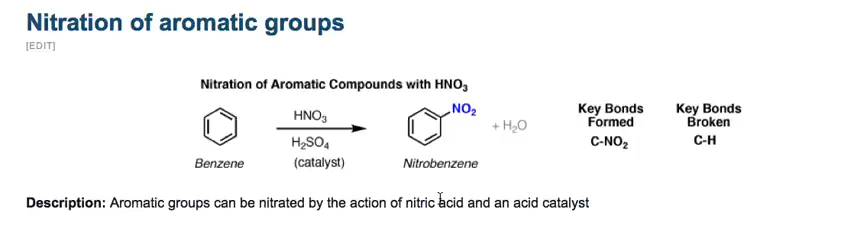 Nitration of aromatic groups
[EDIT]
Nitration of Aromatic Compounds with HNO₃
HNO₃
H₂SO₄
(catalyst)
Benzene
NO₂
Nitrobenzene
+ H₂O
Key Bonds
Formed
C-NO₂
Key Bonds
Broken
C-H
Description: Aromatic groups can be nitrated by the action of nitric acid and an acid catalyst